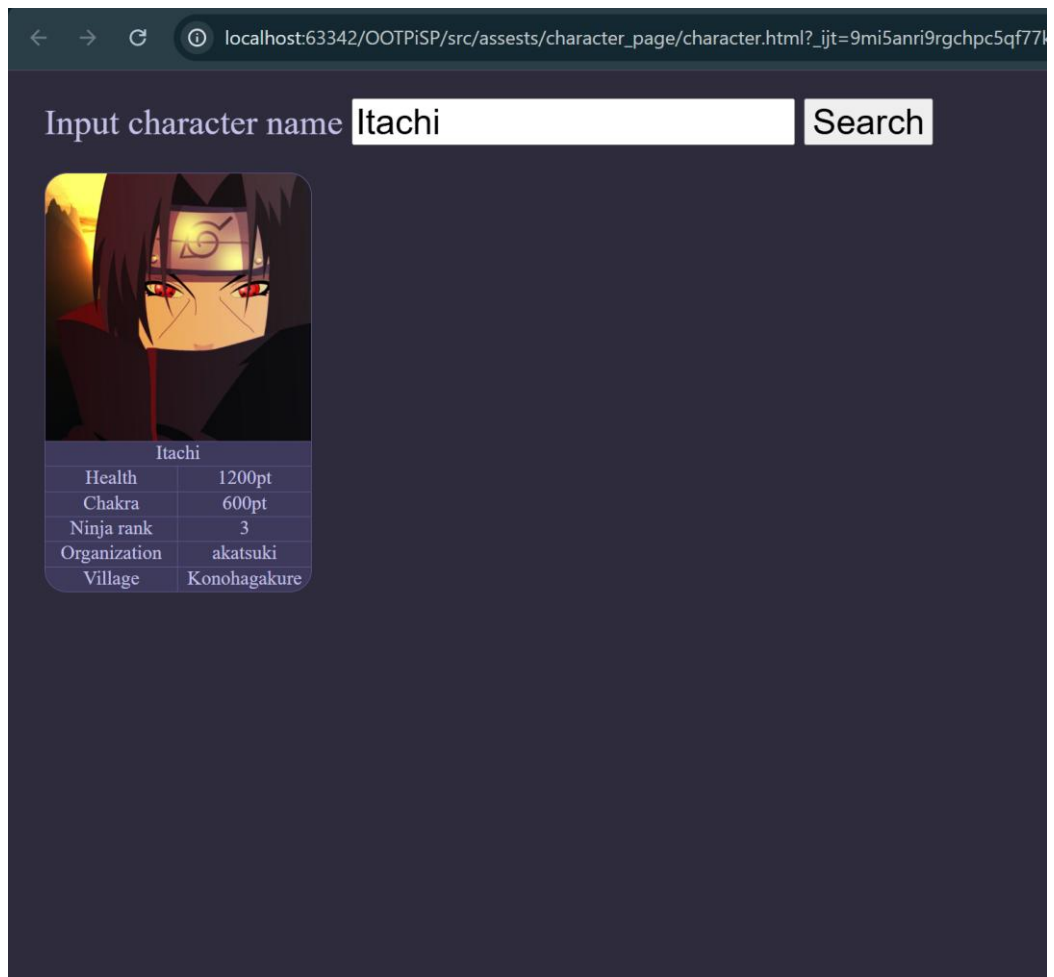 localhost:63342/OOTPiSP/src/assests/character_page/character.html?_ijt=9mi5anri9rgchpc5qf77k
Input character name Itachi Search
Itachi
Health 1200pt
Chakra 600pt
Ninja rank 3
Organization akatsuki
Village Konohagakure